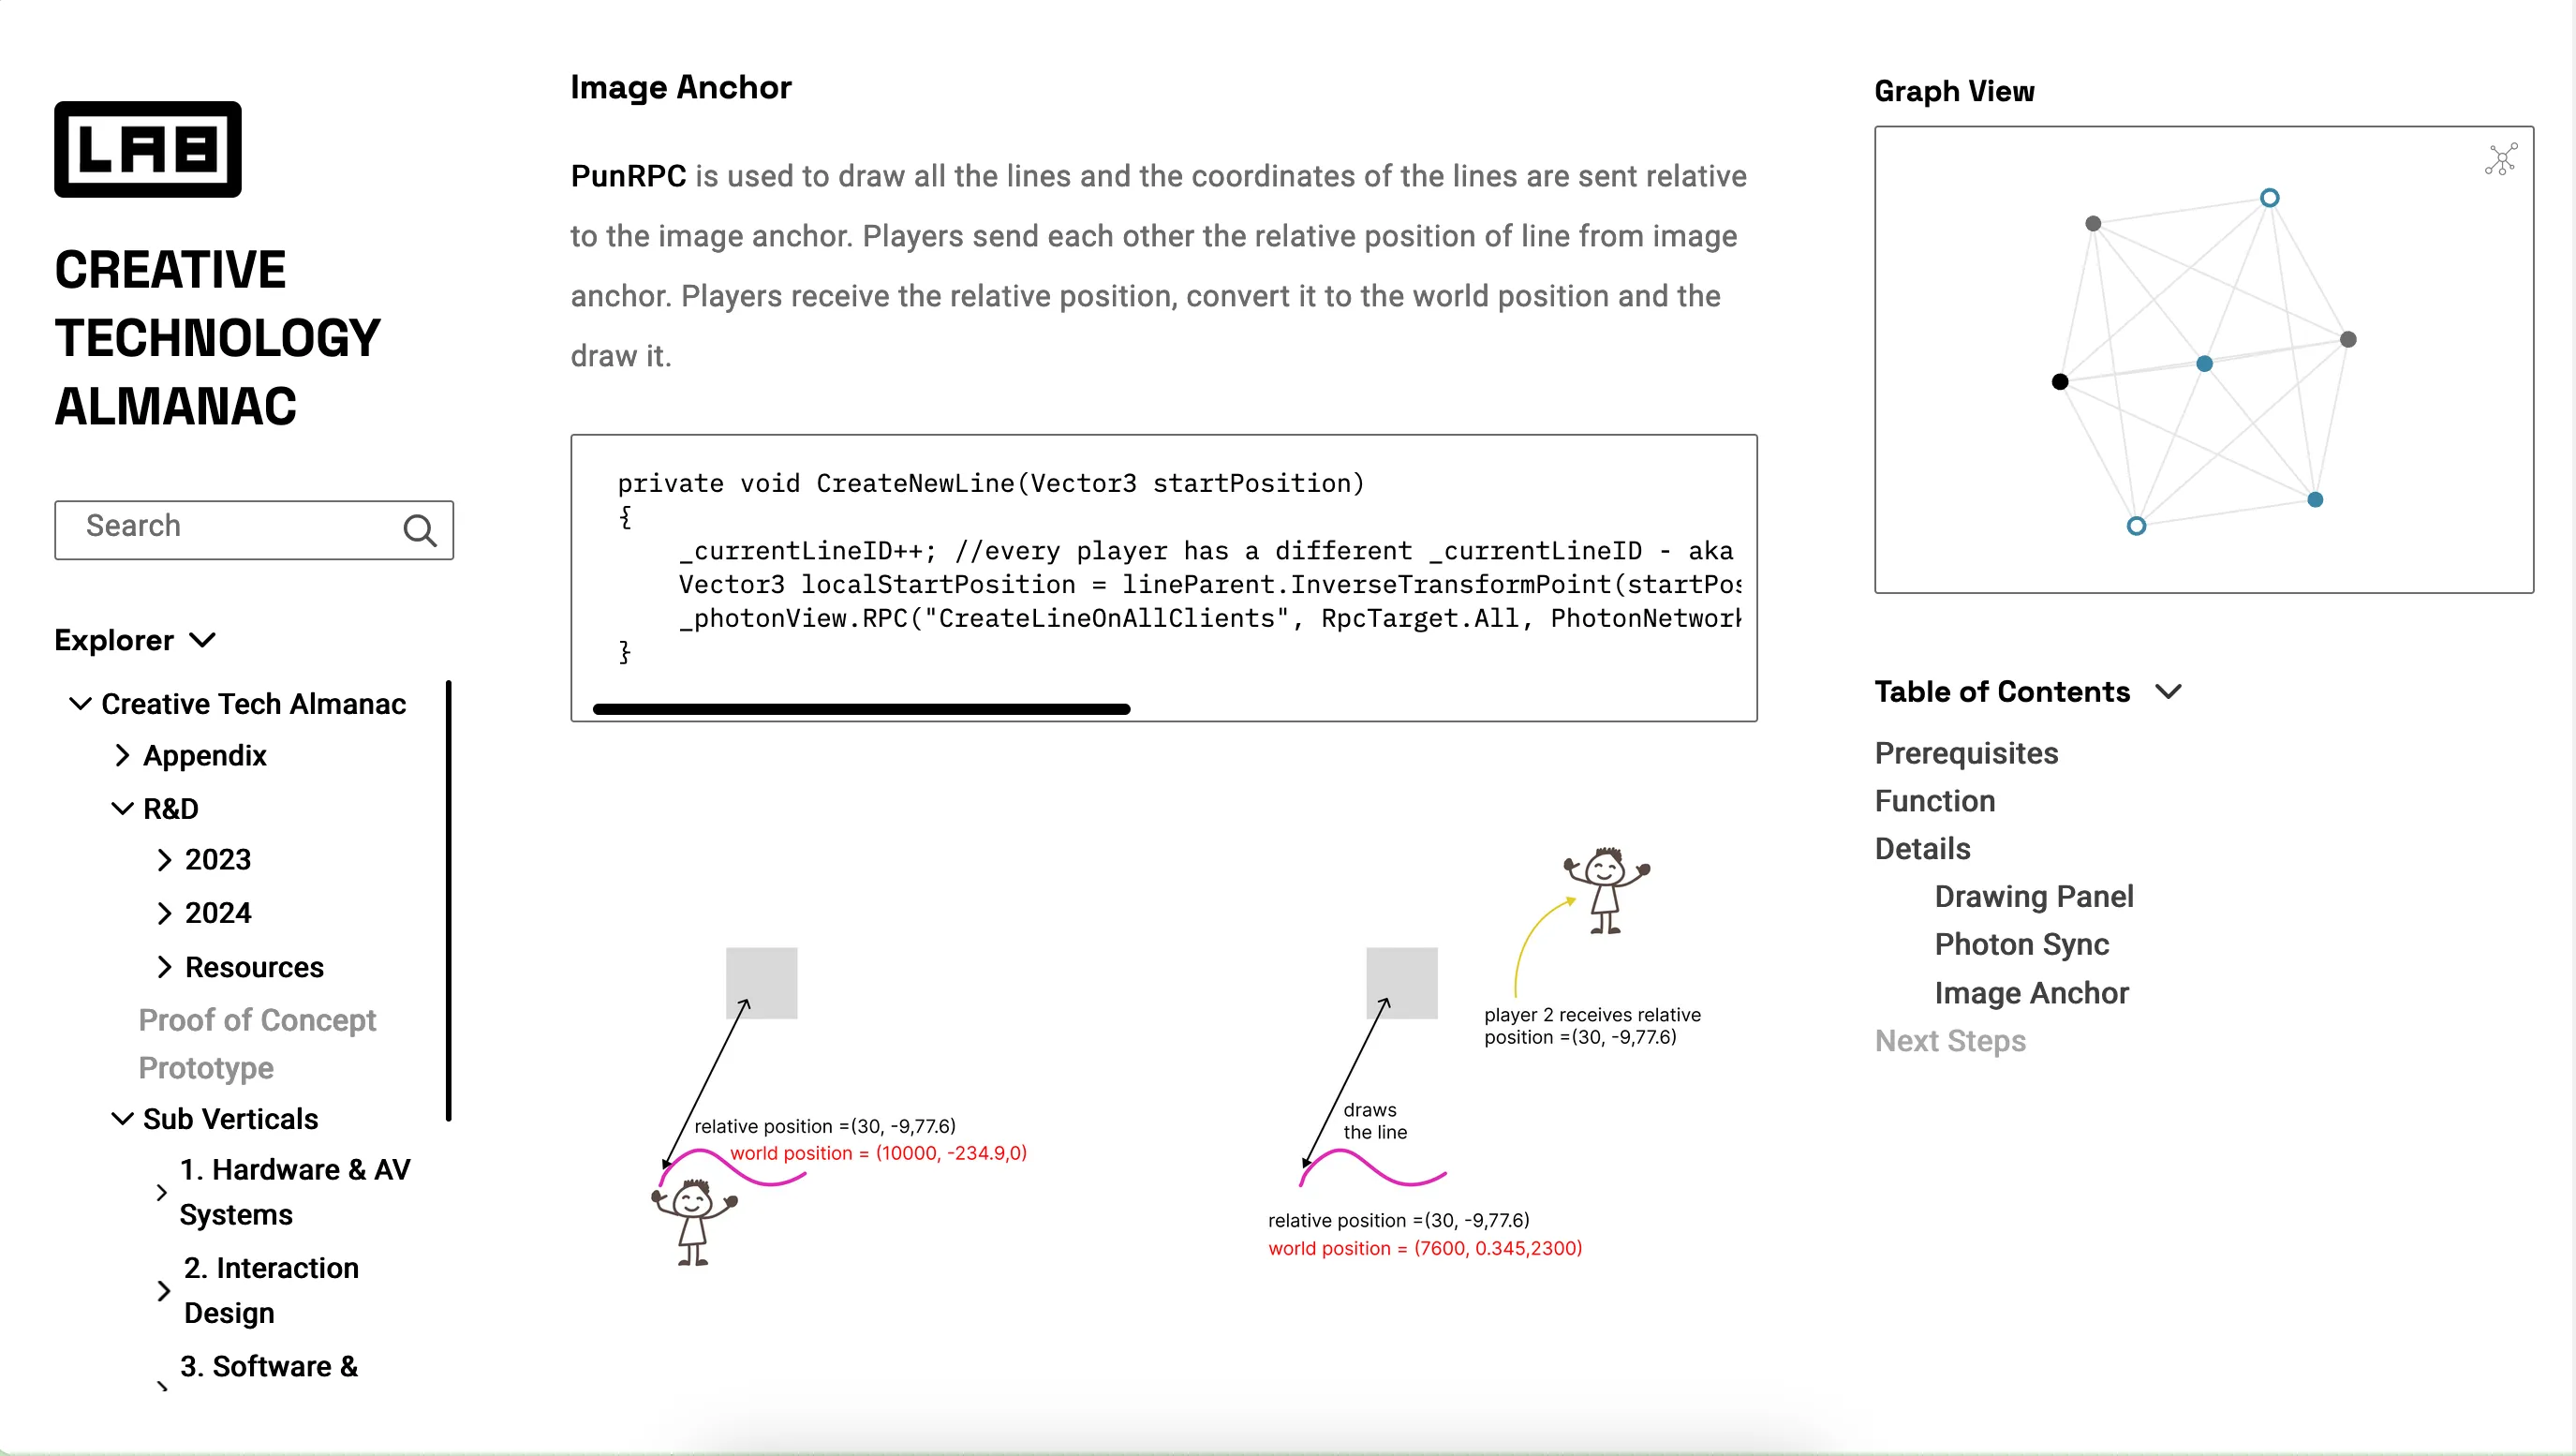 LAB
CREATIVE
TECHNOLOGY
ALMANAC
Search
Explorer
Creative Tech Almanac
Appendix
R&D
2023
2024
Resources
Proof of Concept
Prototype
Sub Verticals
1. Hardware & AV
Systems
2. Interaction
Design
3. Software &
Image Anchor
PunRPC is used to draw all the lines and the coordinates of the lines are sent relative
to the image anchor. Players send each other the relative position of line from image
anchor. Players receive the relative position, convert it to the world position and the
draw it.
private void CreateNewLine(Vector3 startPosition)
{
_currentLineID++; //every player has a different _currentLineID - aka
Vector3 localStartPosition = lineParent.InverseTransformPoint(startPos
_photonView.RPC("CreateLineOnAllClients", RpcTarget.All, PhotonNetwork
}
relative position =(30, -9,77.6)
world position = (10000, -234.9,0)
player 2 receives relative
position =(30, -9,77.6)
draws
the line
relative position =(30, -9,77.6)
world position = (7600, 0.345,2300)
Graph View
Table of Contents
Prerequisites
Function
Details
Drawing Panel
Photon Sync
Image Anchor
Next Steps